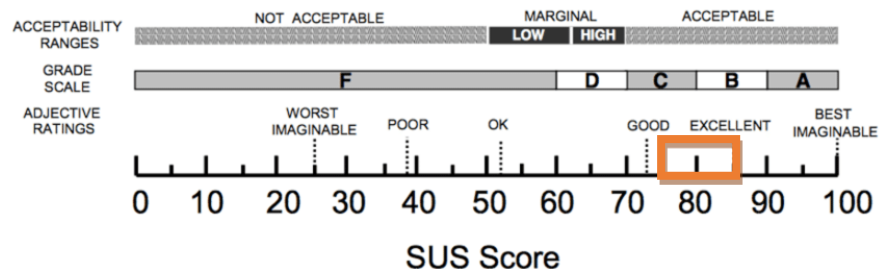 NOT ACCEPTABLE MARGINAL ACCEPTABLE
ACCEPTABILITY RANGES
LOW HIGH
GRADE SCALE
F D C B A
ADJECTIVE RATINGS
WORST IMAGINABLE POOR OK GOOD EXCELLENT BEST IMAGINABLE
0 10 20 30 40 50 60 70 80 90 100
SUS Score